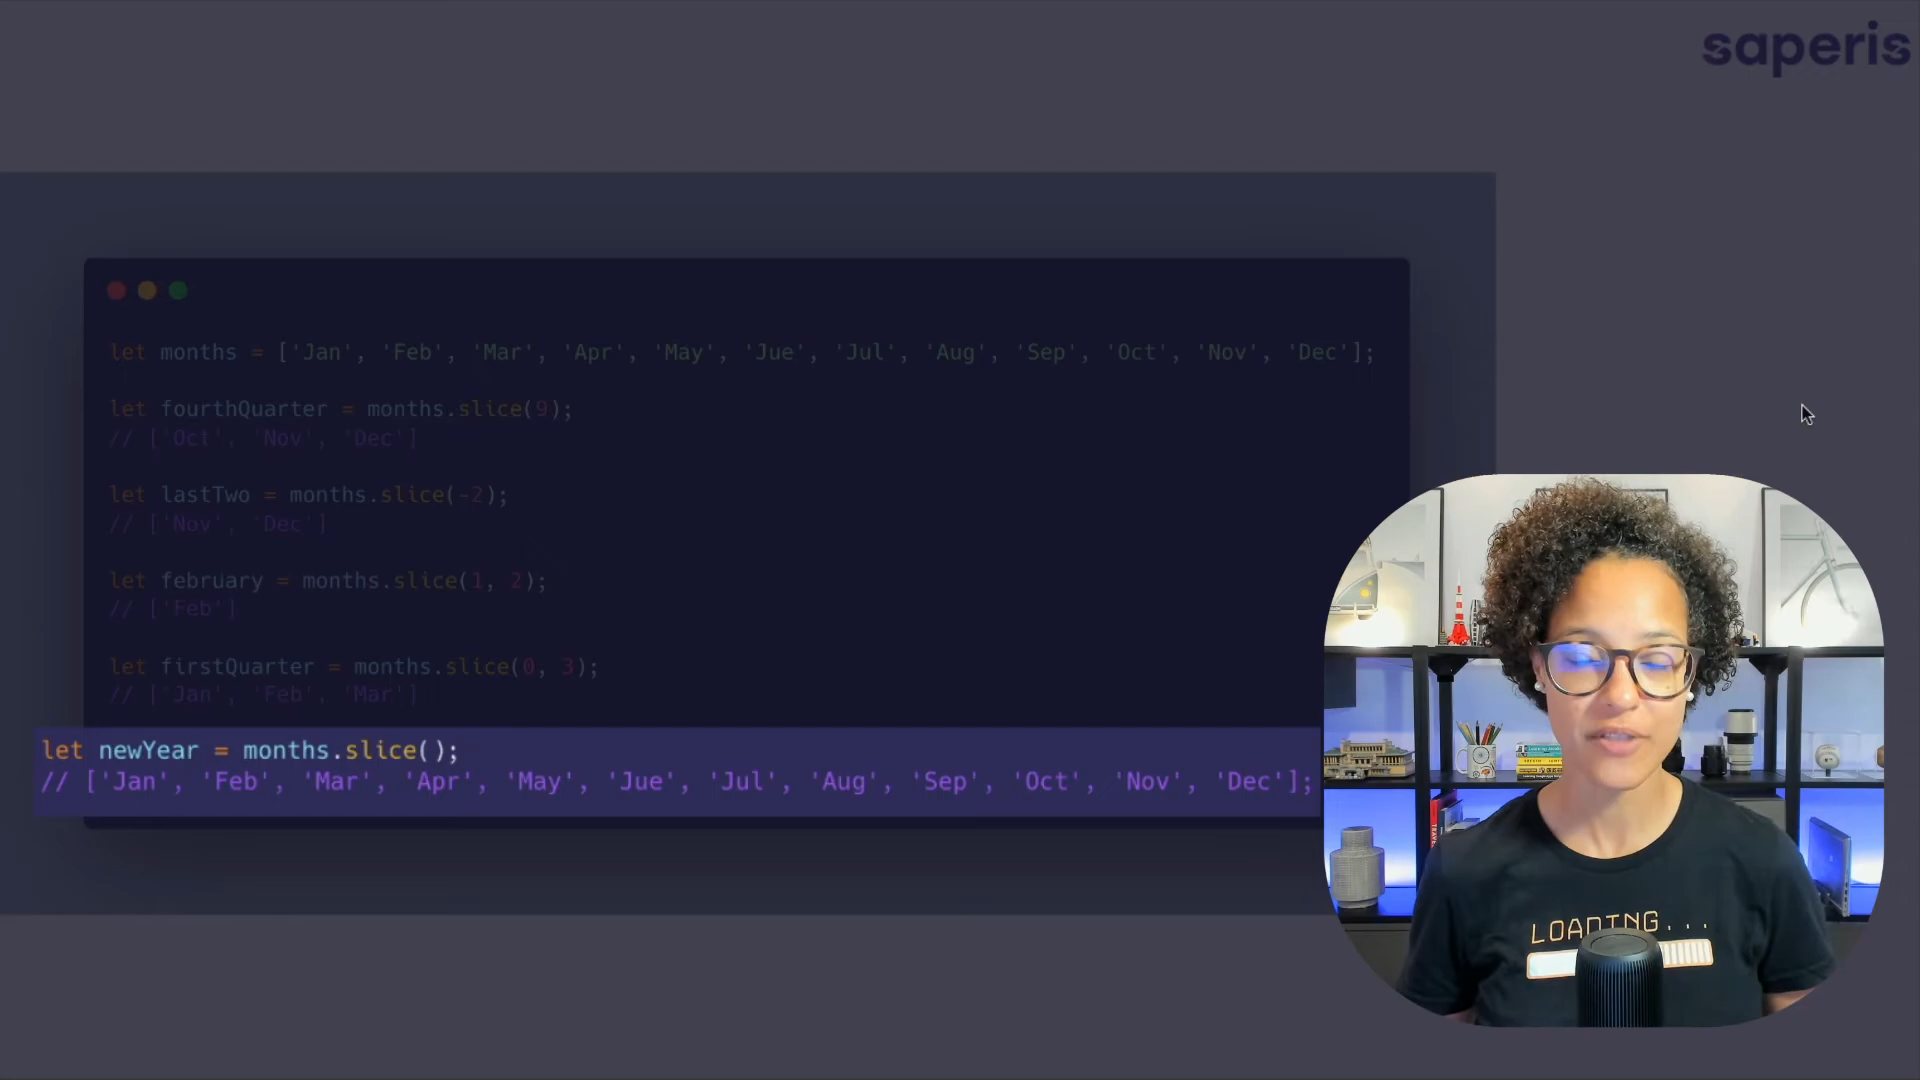 saperis
let months = ['Jan', 'Feb', 'Mar', 'Apr', 'May', 'Jue', 'Jul', 'Aug', 'Sep', 'Oct', 'Nov', 'Dec'];
let fourthQuarter = months.slice(9);
// ['Oct', 'Nov', 'Dec']
let lastTwo = months.slice(-2);
// ['Nov', 'Dec']
let february = months.slice(1, 2);
// ['Feb']
let firstQuarter = months.slice(0, 3);
// ['Jan', 'Feb', 'Mar']
let newYear = months.slice();
// ['Jan', 'Feb', 'Mar', 'Apr', 'May', 'Jue', 'Jul', 'Aug', 'Sep', 'Oct', 'Nov', 'Dec'];
LOADING...